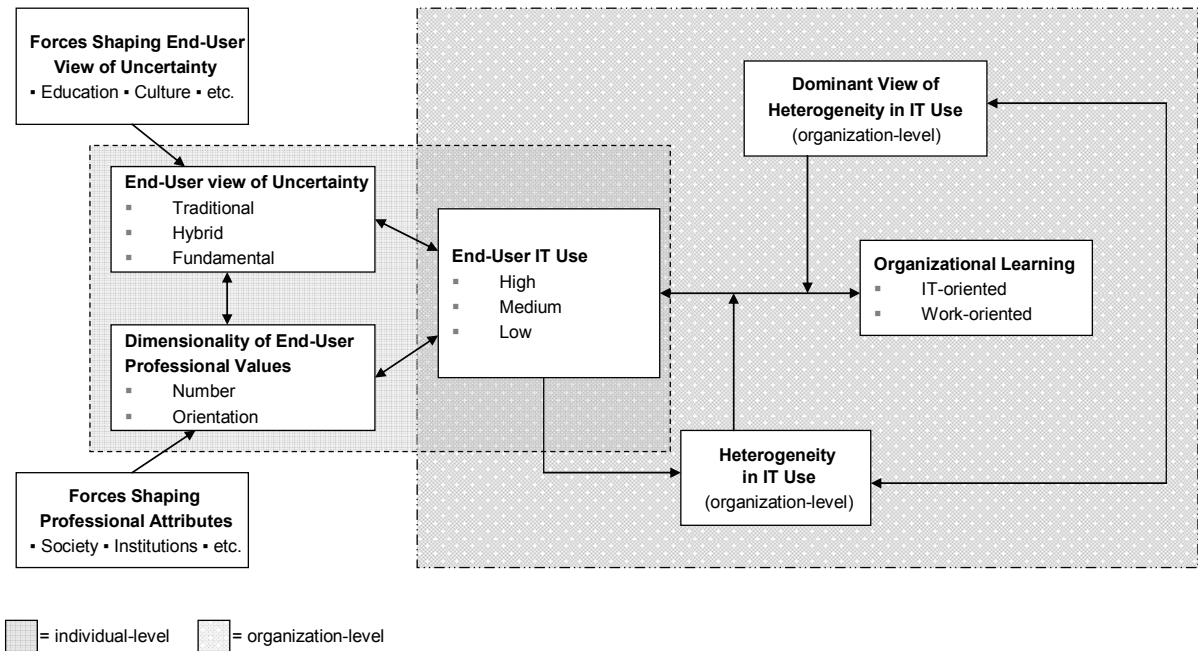 Forces Shaping End-User
View of Uncertainty
▪ Education ▪ Culture ▪ etc.
End-User view of Uncertainty
▪ Traditional
▪ Hybrid
▪ Fundamental
Dimensionality of End-User
Professional Values
▪ Number
▪ Orientation
Forces Shaping
Professional Attributes
▪ Society ▪ Institutions ▪ etc.
End-User IT Use
▪ High
▪ Medium
▪ Low
Dominant View of
Heterogeneity in IT Use
(organization-level)
Organizational Learning
▪ IT-oriented
▪ Work-oriented
Heterogeneity
in IT Use
(organization-level)
= individual-level
= organization-level